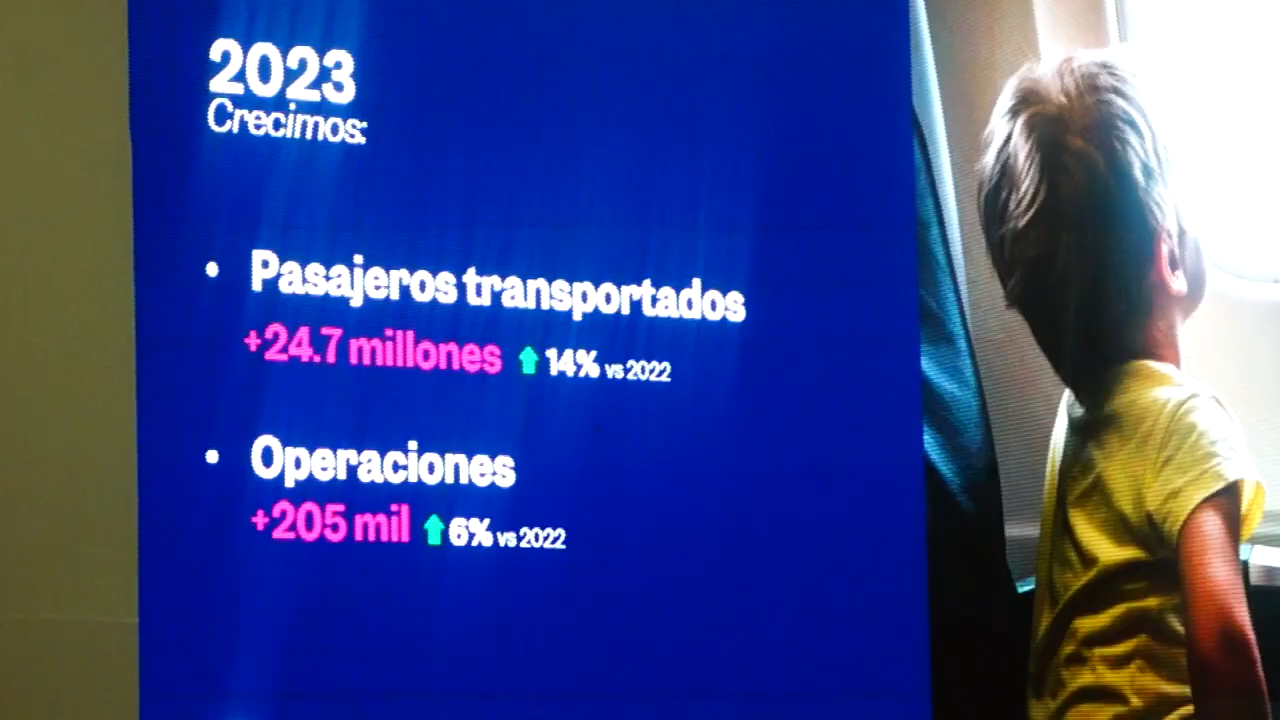 2023
Crecimos:
• Pasajeros transportados
+24.7 millones 14% vs 2022
• Operaciones
+205 mil 6% vs 2022